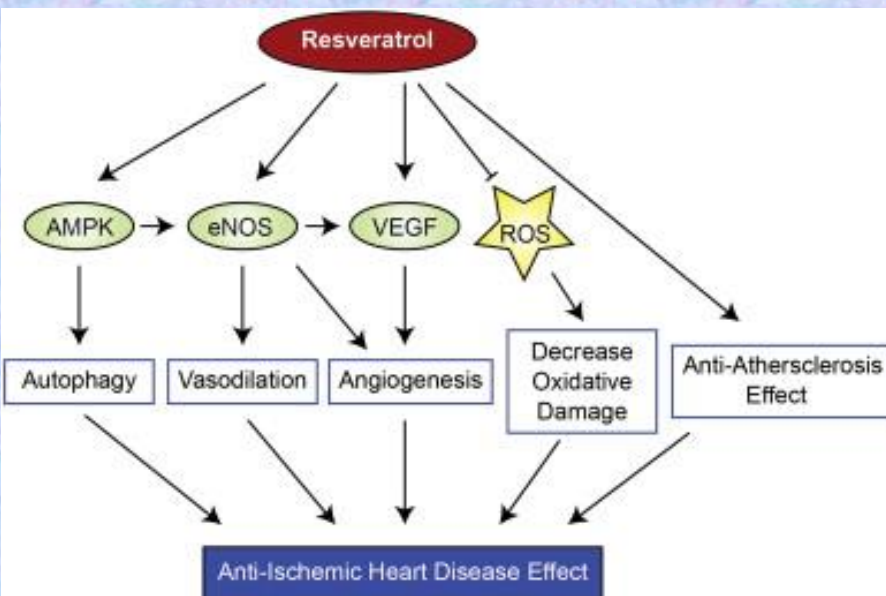 Resveratrol
AMPK
eNOS
VEGF
ROS
Autophagy
Vasodilation
Angiogenesis
Decrease
Oxidative
Damage
Anti-Athersclerosis
Effect
Anti-Ischemic Heart Disease Effect